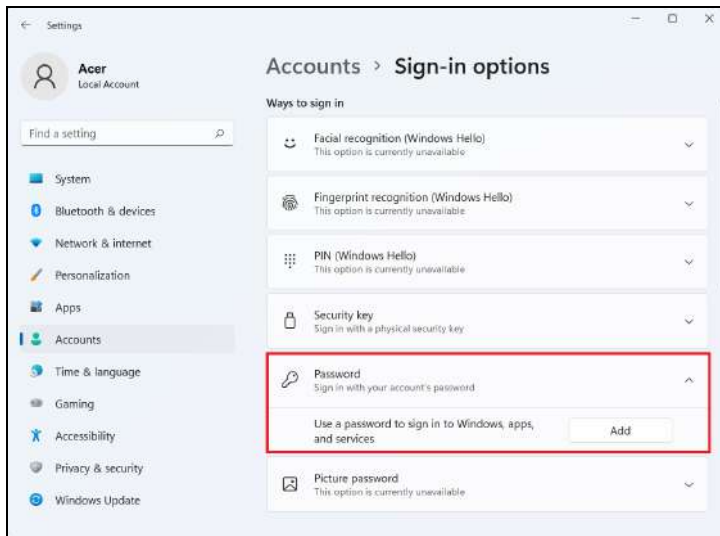 Settings
Acer
Local Account
Find a setting
System
Bluetooth & devices
Network & internet
Personalization
Apps
Accounts
Time & language
Gaming
Accessibility
Privacy & security
Windows Update
Accounts > Sign-in options
Ways to sign in
Facial recognition (Windows Hello)
This option is currently unavailable
Fingerprint recognition (Windows Hello)
This option is currently unavailable
PIN (Windows Hello)
This option is currently unavailable
Security key
Sign in with a physical security key
Password
Sign in with your account's password
Use a password to sign in to Windows, apps,
and services
Add
Picture password
This option is currently unavailable